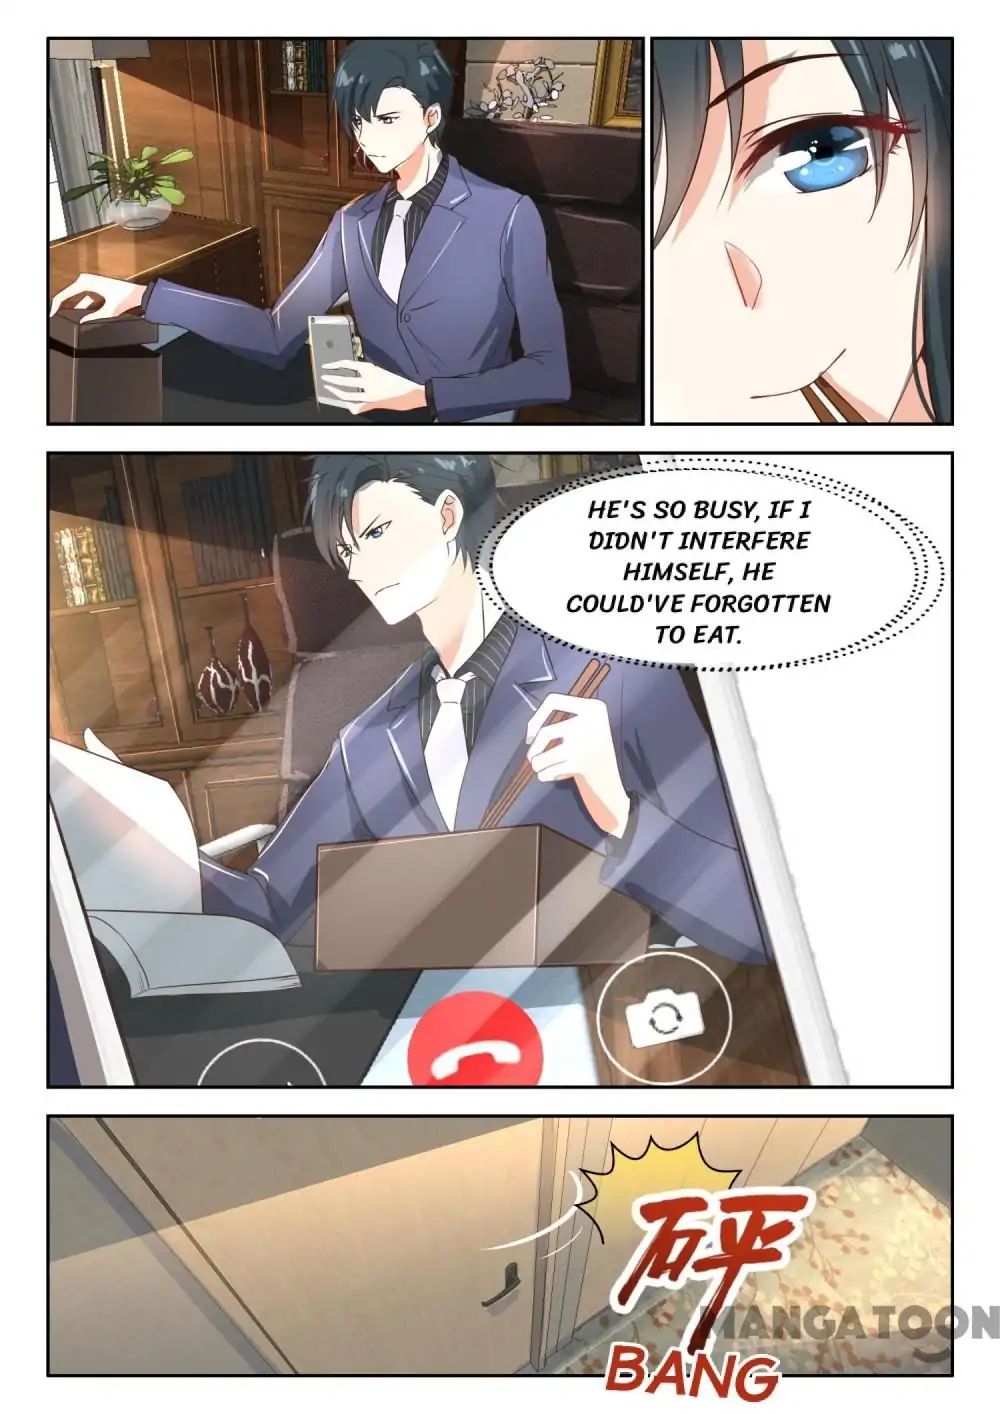 HE'S SO BUSY, IF I
DIDN'T INTERFERE
HIMSELF, HE
COULD'VE FORGOTTEN
TO EAT.
砰
BANG
MANGATOON